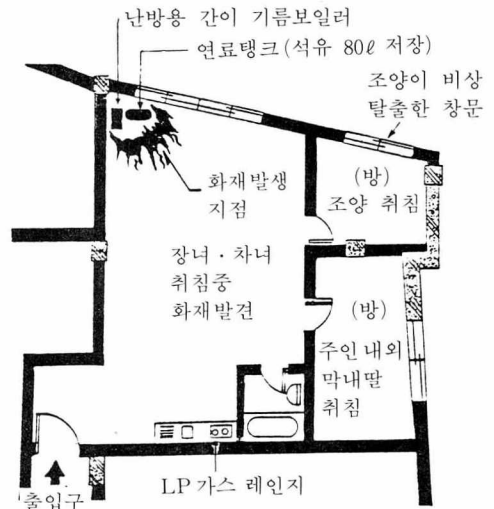 난방용 간이 기름보일러
연료탱크(석유 80ℓ 저장)
조양이 비상
탈출한 창문
화재발생
지점
(방)
조양 취침
장녀·차녀
취침중
화재발견
(방)
주인 내외
막내딸
취침
LP가스 레인지
출입구